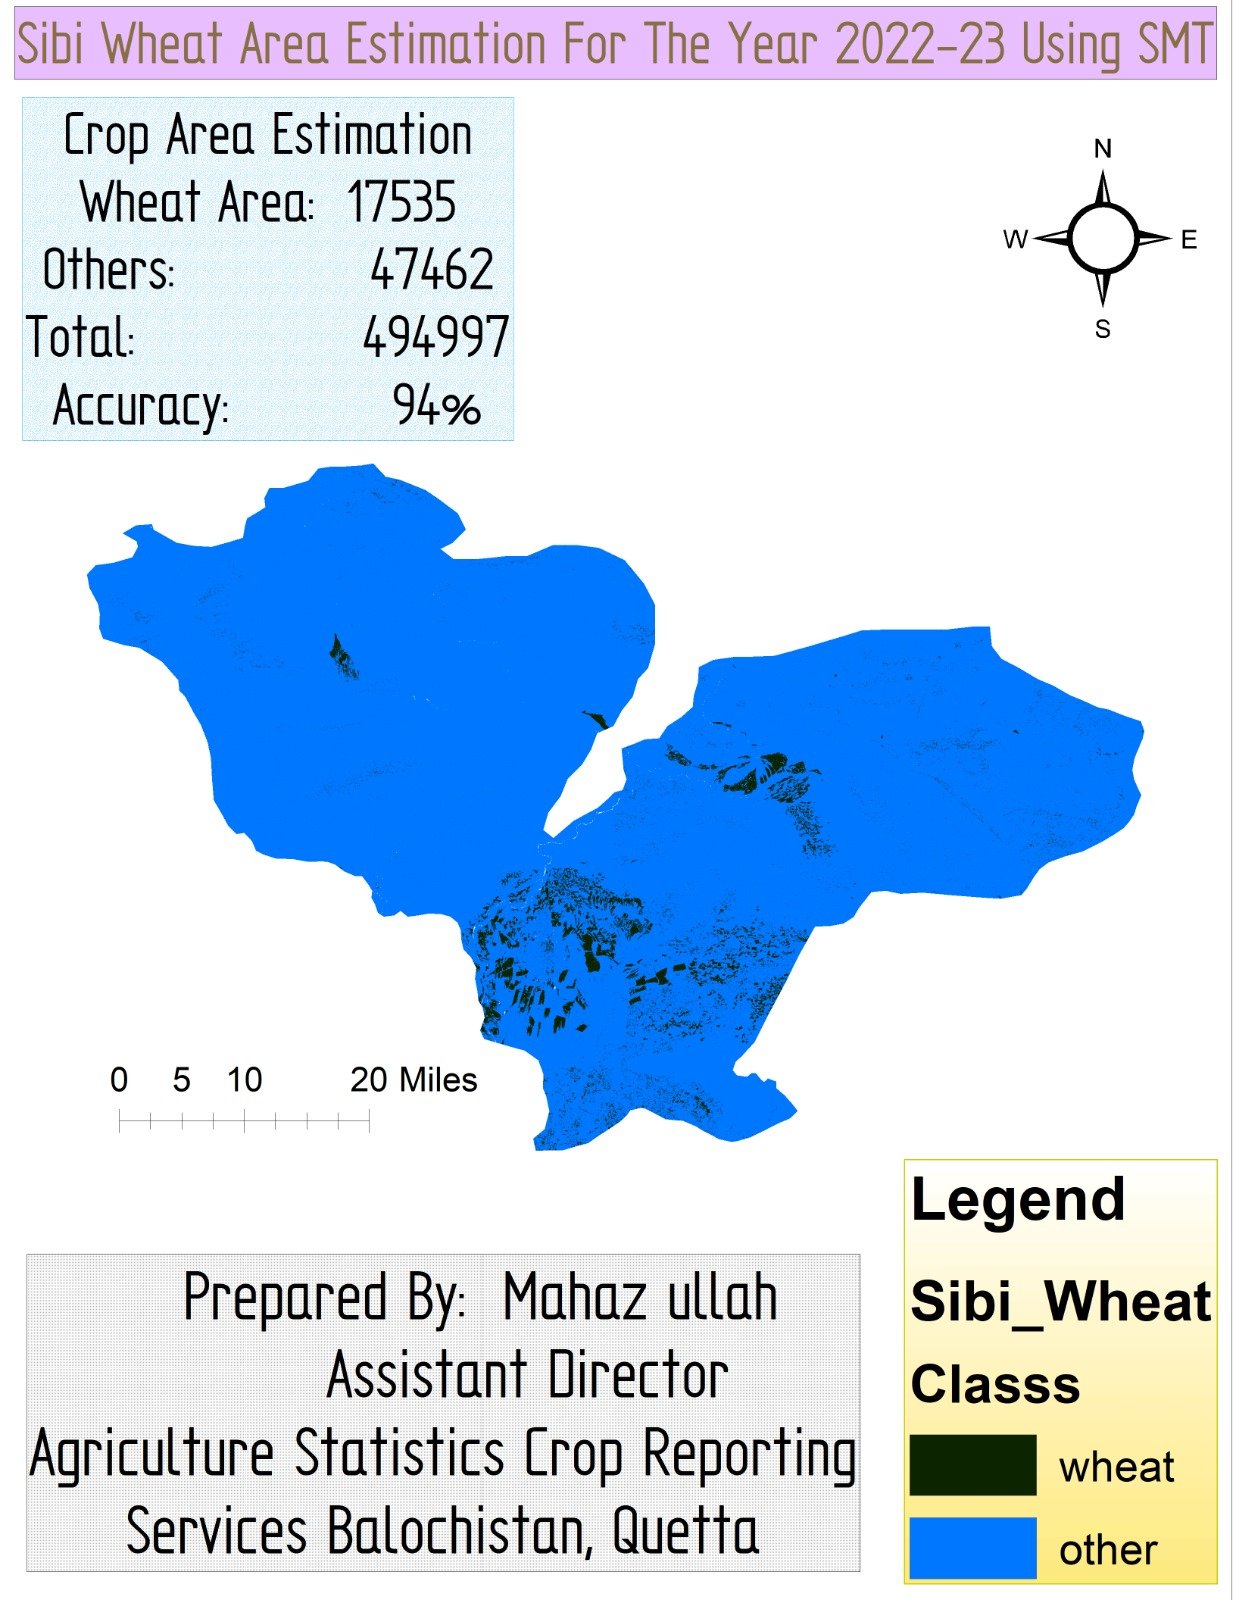 Sibi Wheat Area Estimation For The Year 2022-23 Using SMT
Crop Area Estimation
Wheat Area: 17535
Others: 47462
Total: 494997
Accuracy: 94%
N
W E
S
0 5 10 20 Miles
Prepared By: Mahaz ullah
Assistant Director
Agriculture Statistics Crop Reporting
Services Balochistan, Quetta
Legend
Sibi_Wheat
Classs
wheat
other